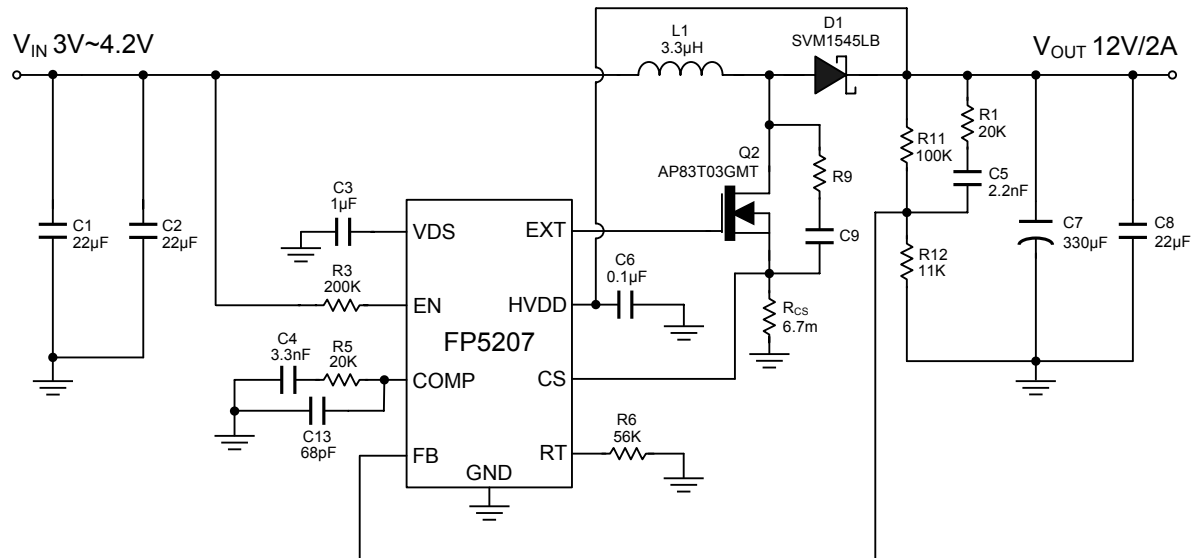 V_IN 3V~4.2V
L1
3.3µH
D1
SVM1545LB
V_OUT 12V/2A
C1
22µF
C2
22µF
C3
1µF
R3
200K
C4
3.3nF
R5
20K
C13
68pF
VDS
EN
COMP
FB
FP5207
GND
EXT
HVDD
CS
RT
C6
0.1µF
R6
56K
Q2
AP83T03GMT
R9
C9
R_CS
6.7m
R11
100K
R12
11K
R1
20K
C5
2.2nF
C7
330µF
C8
22µF